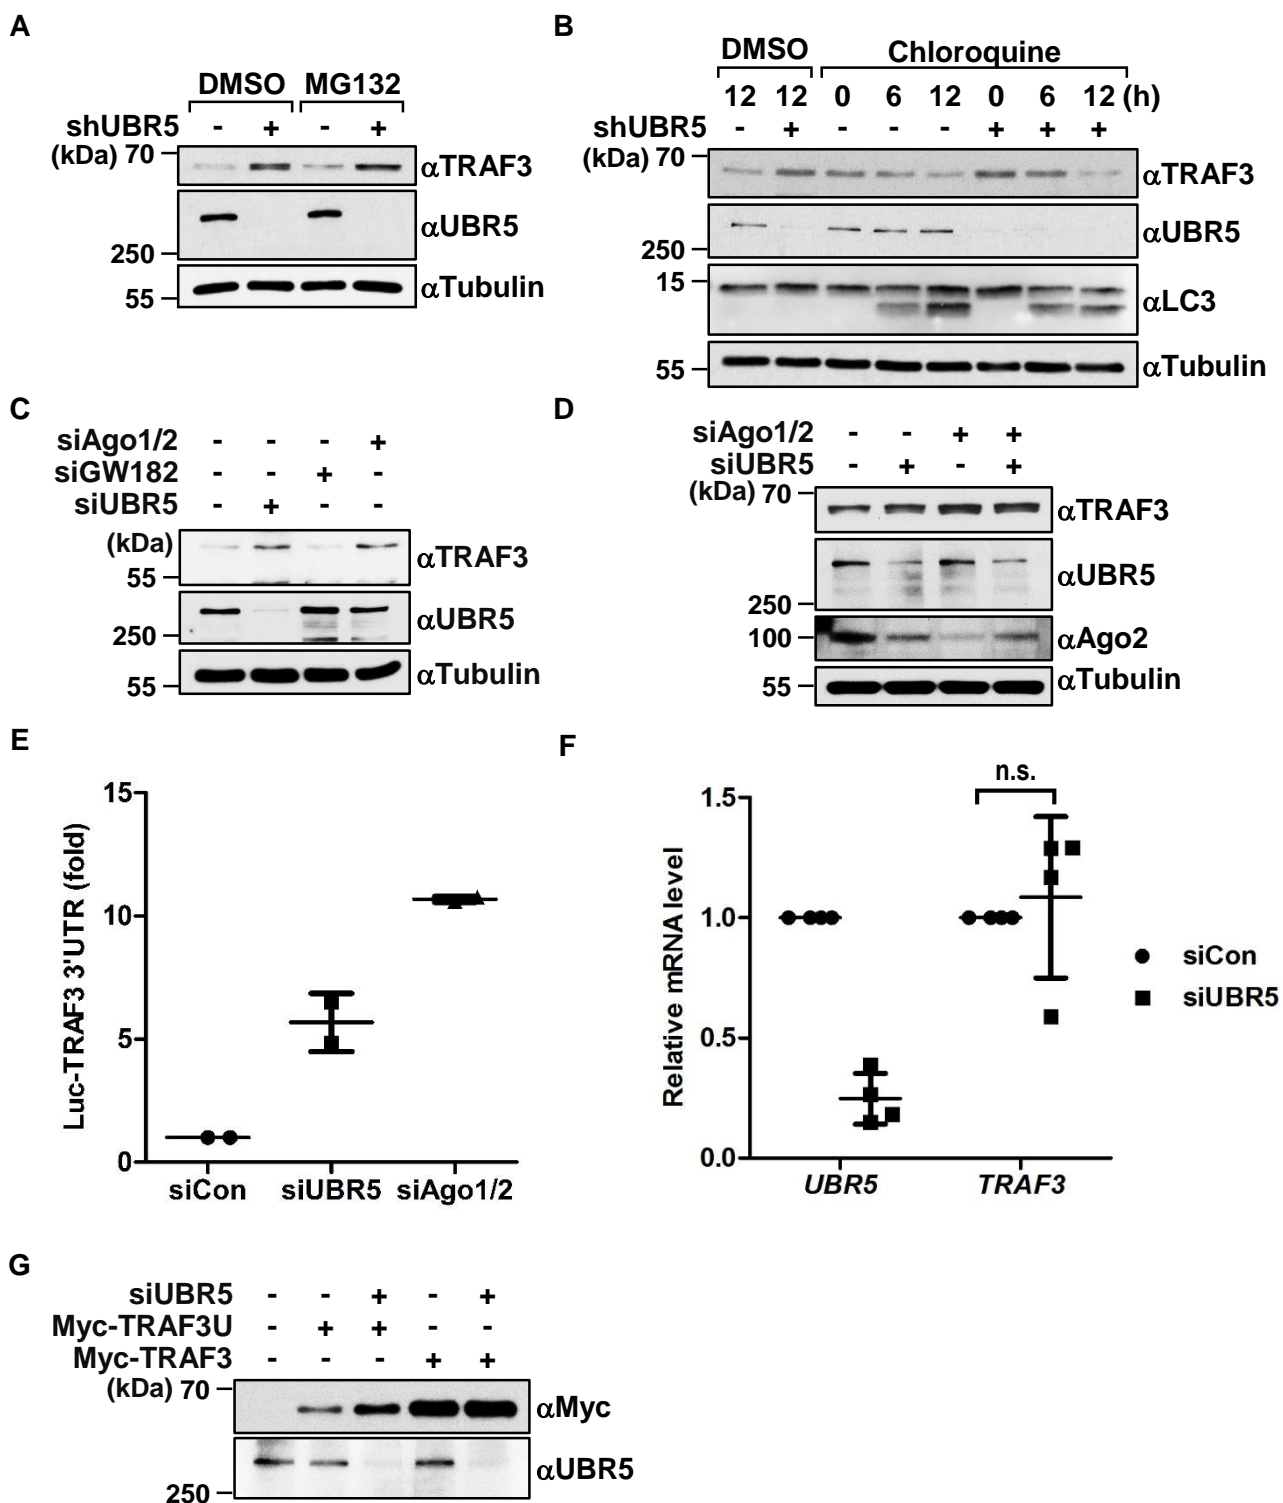 A
DMSO MG132
shUBR5 - + - +
(kDa) 70
αTRAF3
αUBR5
250
55
αTubulin
B
DMSO Chloroquine
12 12 0 6 12 0 6 12 (h)
shUBR5 - + - - - + + +
(kDa) 70
αTRAF3
αUBR5
250
15
αLC3
55
αTubulin
C
siAgo1/2 - - - +
siGW182 - - + -
siUBR5 - + - -
(kDa)
αTRAF3
55
αUBR5
250
αTubulin
55
D
siAgo1/2 - - + +
siUBR5 - + - +
(kDa) 70
αTRAF3
αUBR5
250
100
αAgo2
55
αTubulin
E
Luc-TRAF3 3'UTR (fold)
15
10
5
0
siCon siUBR5 siAgo1/2
F
n.s.
Relative mRNA level
1.5
1.0
0.5
0.0
UBR5 TRAF3
siCon
siUBR5
G
siUBR5 - - + - +
Myc-TRAF3U - + + - -
Myc-TRAF3 - - - + +
(kDa) 70
αMyc
αUBR5
250